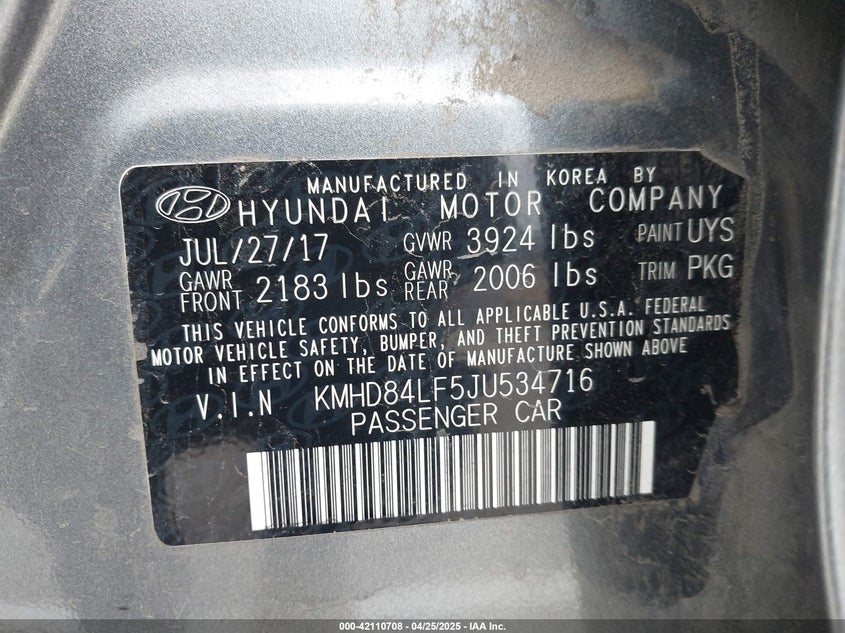 MANUFACTURED IN KOREA BY
HYUNDAI MOTOR COMPANY
JUL/27/17 GVWR 3924 lbs PAINT UYS
GAWR FRONT 2183 lbs GAWR REAR 2006 lbs TRIM PKG
THIS VEHICLE CONFORMS TO ALL APPLICABLE U.S.A. FEDERAL
MOTOR VEHICLE SAFETY, BUMPER, AND THEFT PREVENTION STANDARDS
IN EFFECT ON THE DATE OF MANUFACTURE SHOWN ABOVE
V.I.N KMHD84LF5JU534716
PASSENGER CAR
000-42110708 - 04/25/2025 - IAA Inc.